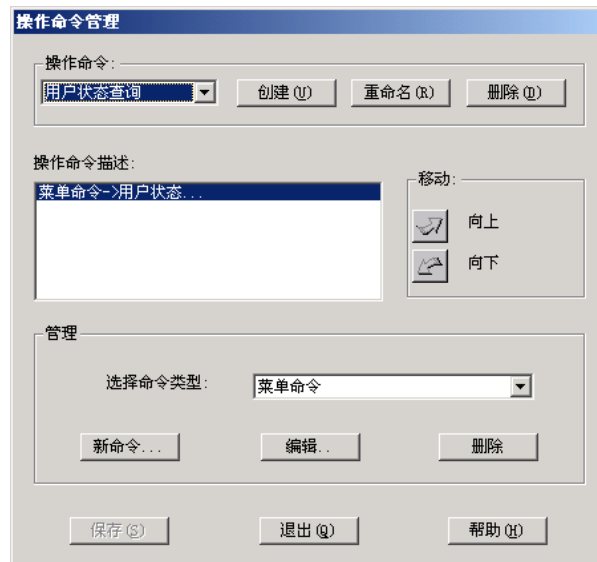 操作命令管理
操作命令:
用户状态查询 创建(U) 重命名(R) 删除(D)
操作命令描述:
移动:
菜单命令->用户状态...
向上
向下
管理
选择命令类型: 菜单命令
新命令... 编辑.. 删除
保存(S) 退出(Q) 帮助(H)